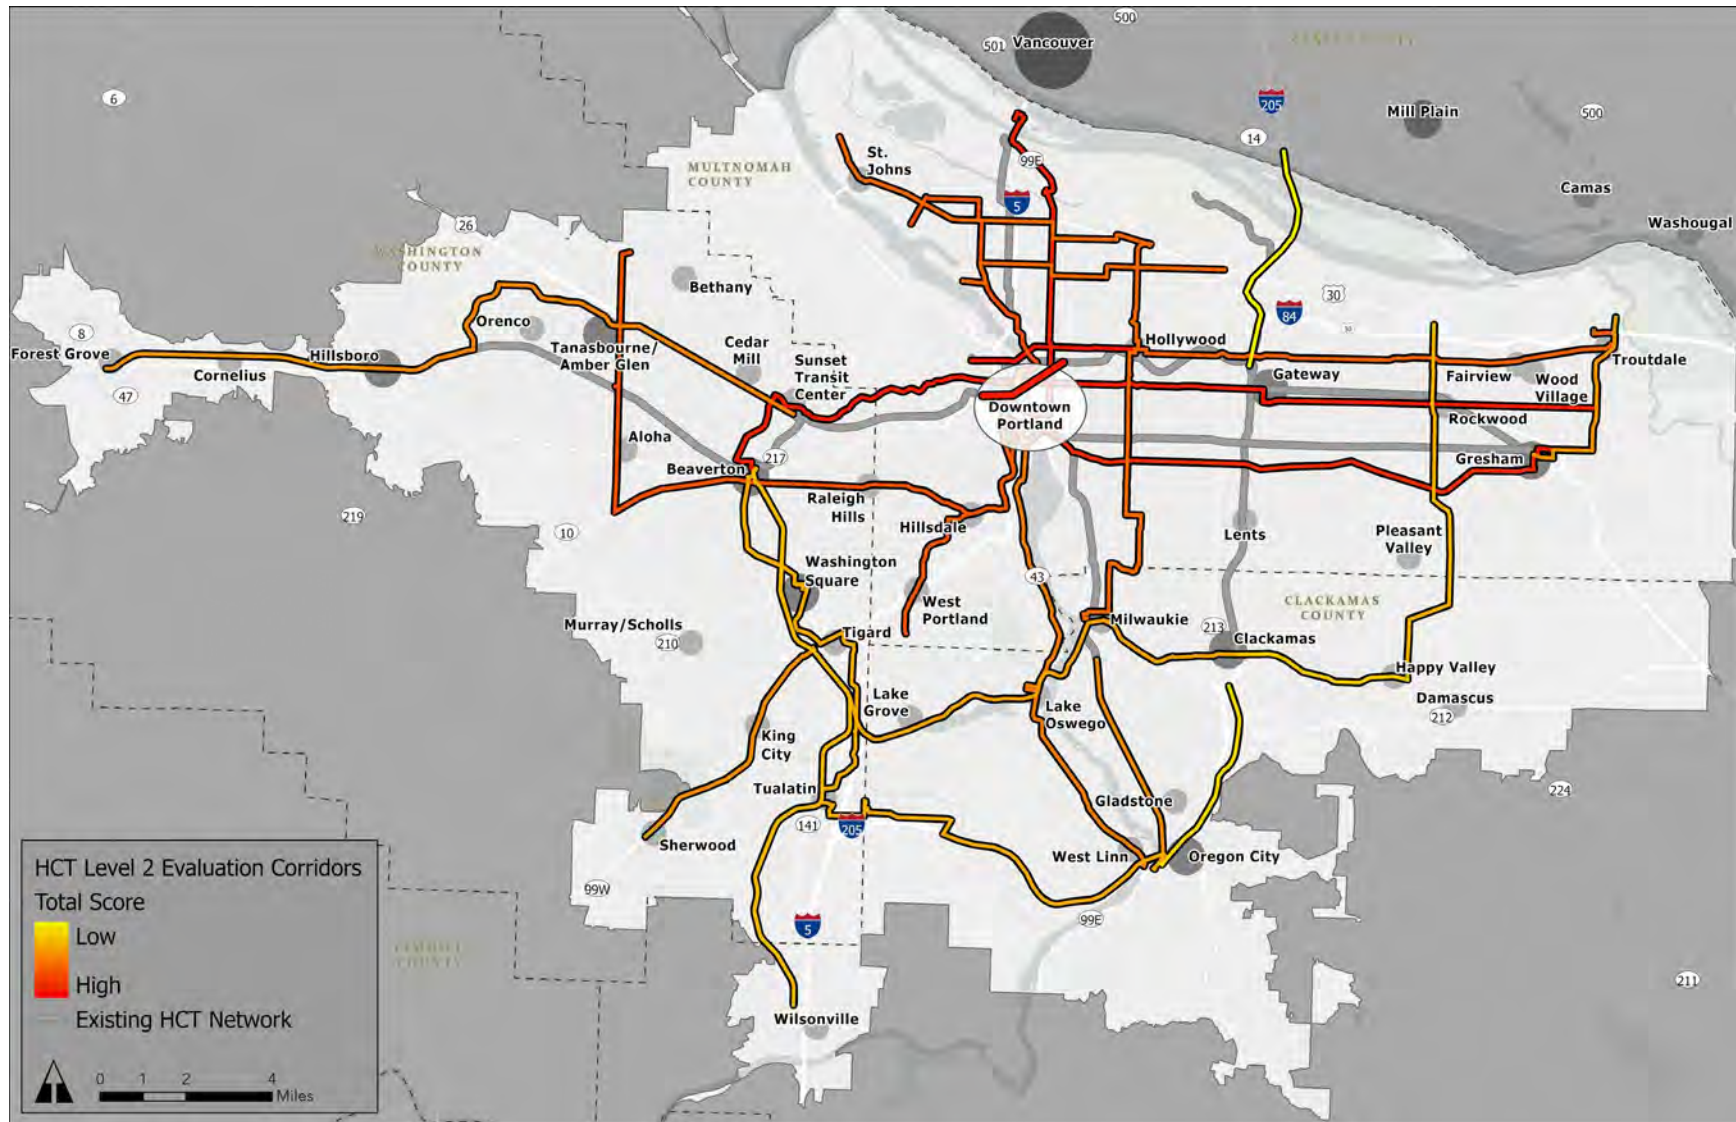 500
501
Vancouver
CLARK COUNTY
205
6
Mill Plain
500
14
St.
Johns
99E
MULTNOMAH
COUNTY
Camas
5
26
Washougal
WASHINGTON
COUNTY
Bethany
30
84
8
Orenco
Hollywood
Forest Grove
Hillsboro
Tanasbourne/
Amber Glen
Cedar
Mill
Sunset
Transit
Center
Troutdale
Cornelius
Gateway
Fairview
Wood
Village
47
Downtown
Portland
Rockwood
Aloha
217
Beaverton
Gresham
Raleigh
Hills
219
10
Hillsdale
Lents
Pleasant
Valley
Washington
Square
43
West
Portland
CLACKAMAS
COUNTY
Murray/Scholls
210
Tigard
Milwaukie
213
Clackamas
Happy Valley
Lake
Grove
Lake
Oswego
Damascus
212
King
City
Tualatin
Gladstone
224
141
205
Sherwood
West Linn
Oregon City
99W
99E
5
YAMHILL
COUNTY
211
Wilsonville
HCT Level 2 Evaluation Corridors
Total Score
Low
High
Existing HCT Network
0 1 2 4
Miles